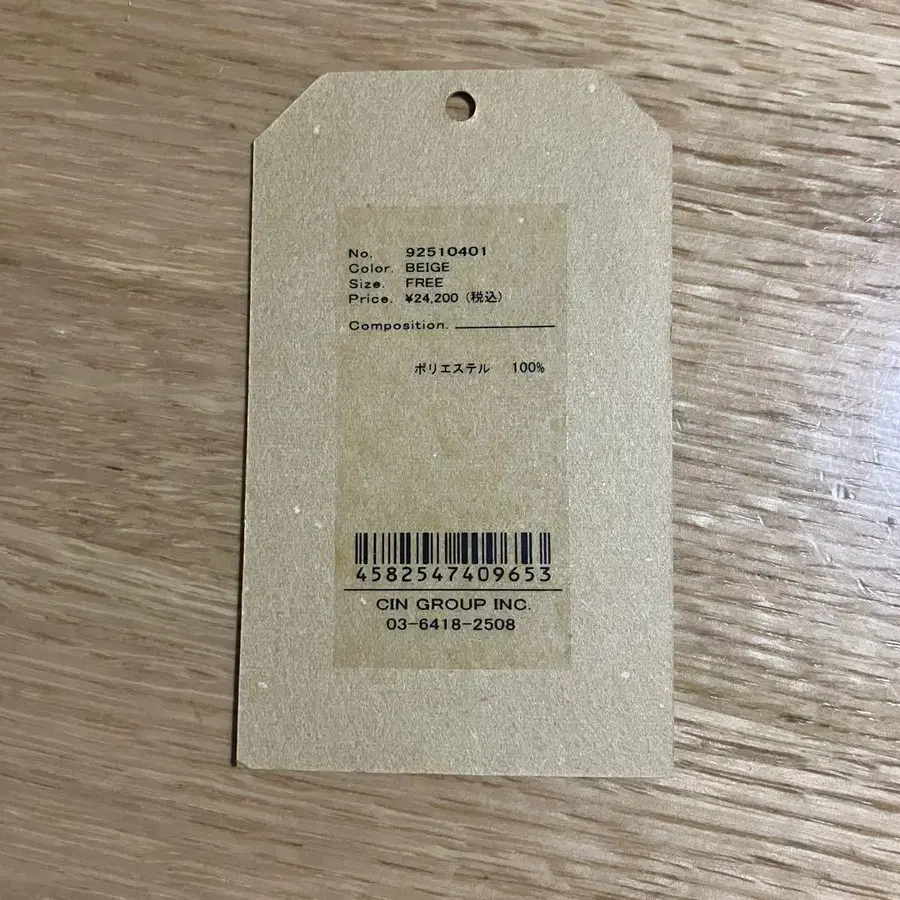 No. 92510401
Color. BEIGE
Size. FREE
Price. ¥24,200 (税込)
Composition.
ポリエステル 100%
4582547409653
CIN GROUP INC.
03-6418-2508